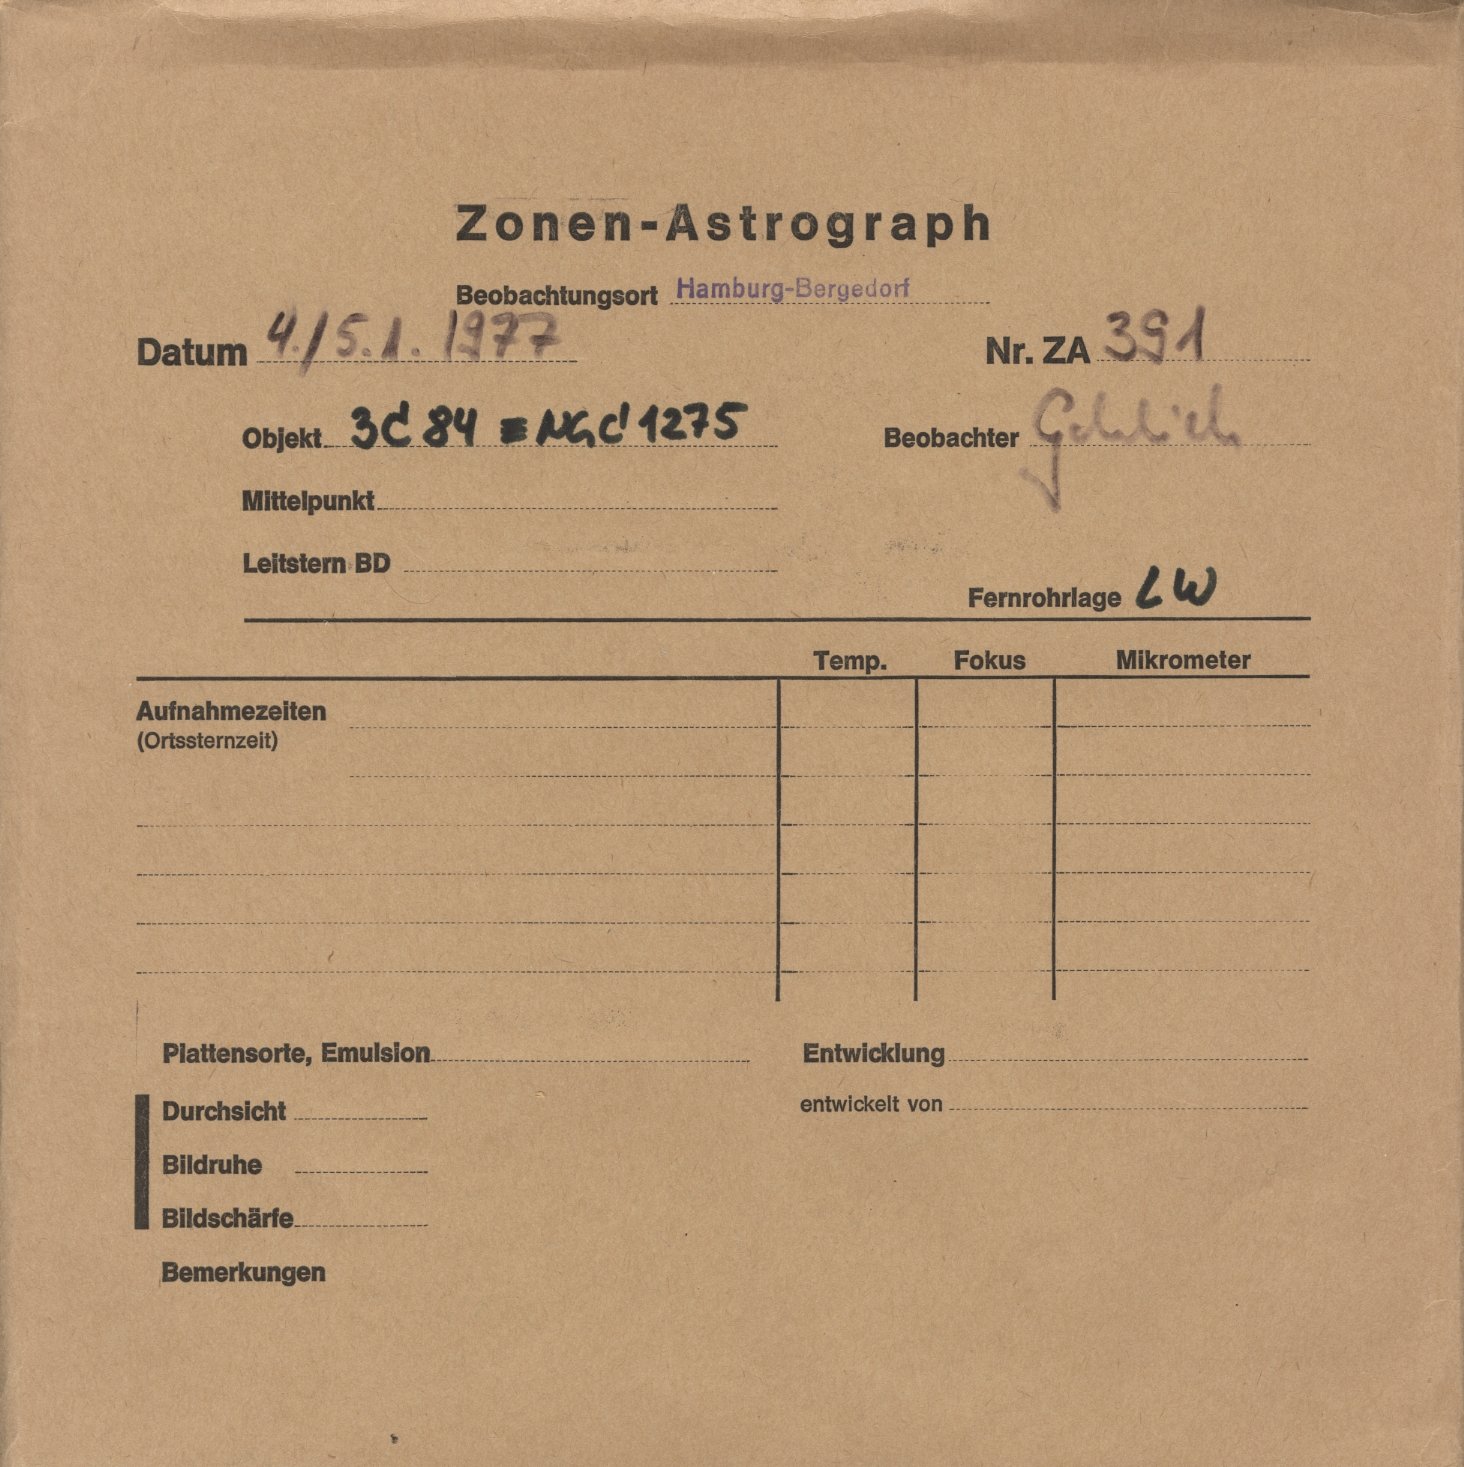 Zonen-Astrograph
Beobachtungsort Hamburg-Bergedorf
Datum 4./5.1.1977 Nr. ZA 391
Objekt 3C 84 ≡ NGC 1275 Beobachter
Mittelpunkt
Leitstern BD
Fernrohrlage LW
Temp. Fokus Mikrometer
Aufnahmezeiten
(Ortssternzeit)
Plattensorte, Emulsion Entwicklung
Durchsicht entwickelt von
Bildruhe
Bildschärfe
Bemerkungen